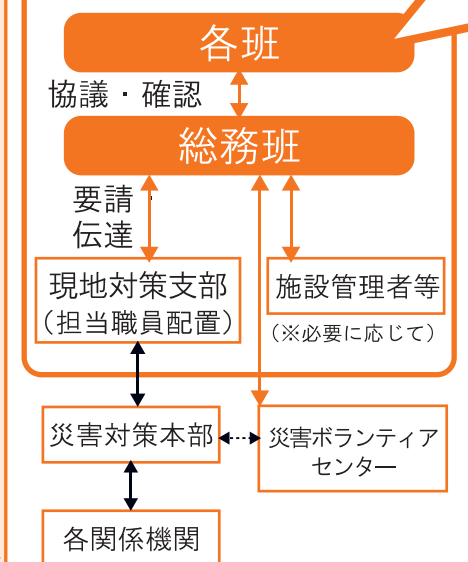 各班
協議・確認
総務班
要請・
伝達
現地対策支部
（担当職員配置）
施設管理者等
（※必要に応じて）
災害対策本部
災害ボランティア
センター
各関係機関